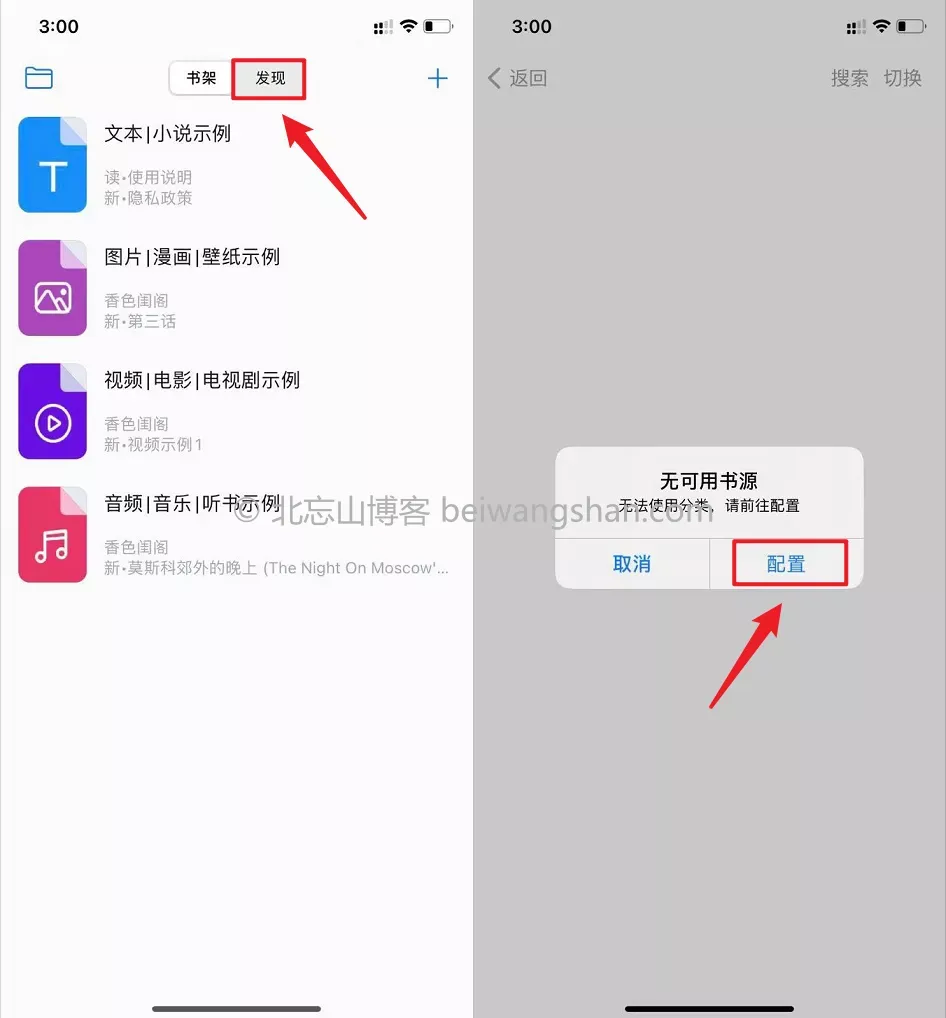 3:00
书架 发现
文本|小说示例
读•使用说明
新•隐私政策
图片|漫画|壁纸示例
香色闺阁
新•第三话
视频|电影|电视剧示例
香色闺阁
新•视频示例1
音频|音乐|听书示例
香色闺阁
新•莫斯科郊外的晚上 (The Night On Moscow'...
3:00
返回 搜索 切换
无可用书源
无法使用分类、请前往配置
取消 配置
© 北忘山博客 beiwangshan.com